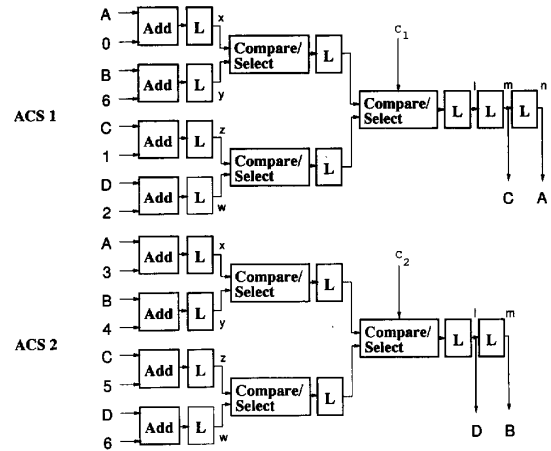 A
0
Add
L
x
B
6
Add
L
y
Compare/
Select
L
ACS 1
C
1
Add
L
z
D
2
Add
L
w
Compare/
Select
L
c1
Compare/
Select
L
l
L
m
L
n
C
A
A
3
Add
L
x
B
4
Add
L
y
Compare/
Select
L
ACS 2
C
5
Add
L
z
D
6
Add
L
w
Compare/
Select
L
c2
Compare/
Select
L
l
L
m
D
B